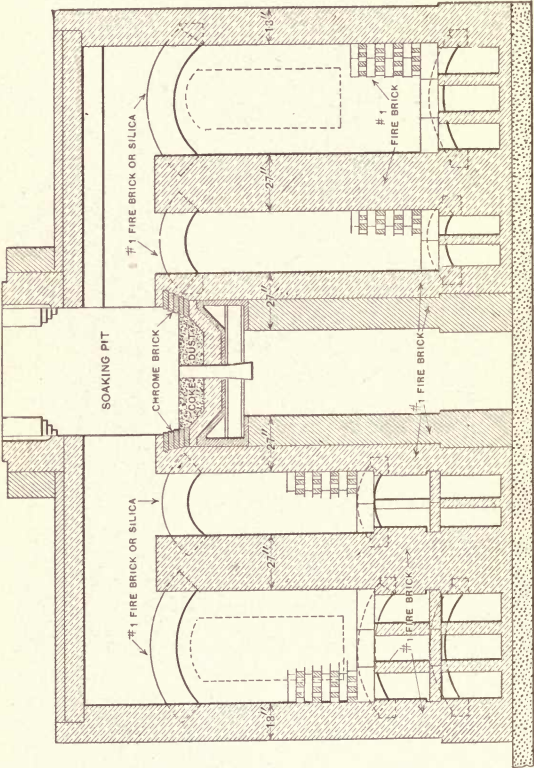 SOAKING PIT
#1 FIRE BRICK OR SILICA
#1 FIRE BRICK OR SILICA
CHROME BRICK
COKE DUST
18"
27"
27"
27"
27"
13"
#1
FIRE BRICK
#1 FIRE BRICK
#1 FIRE BRICK